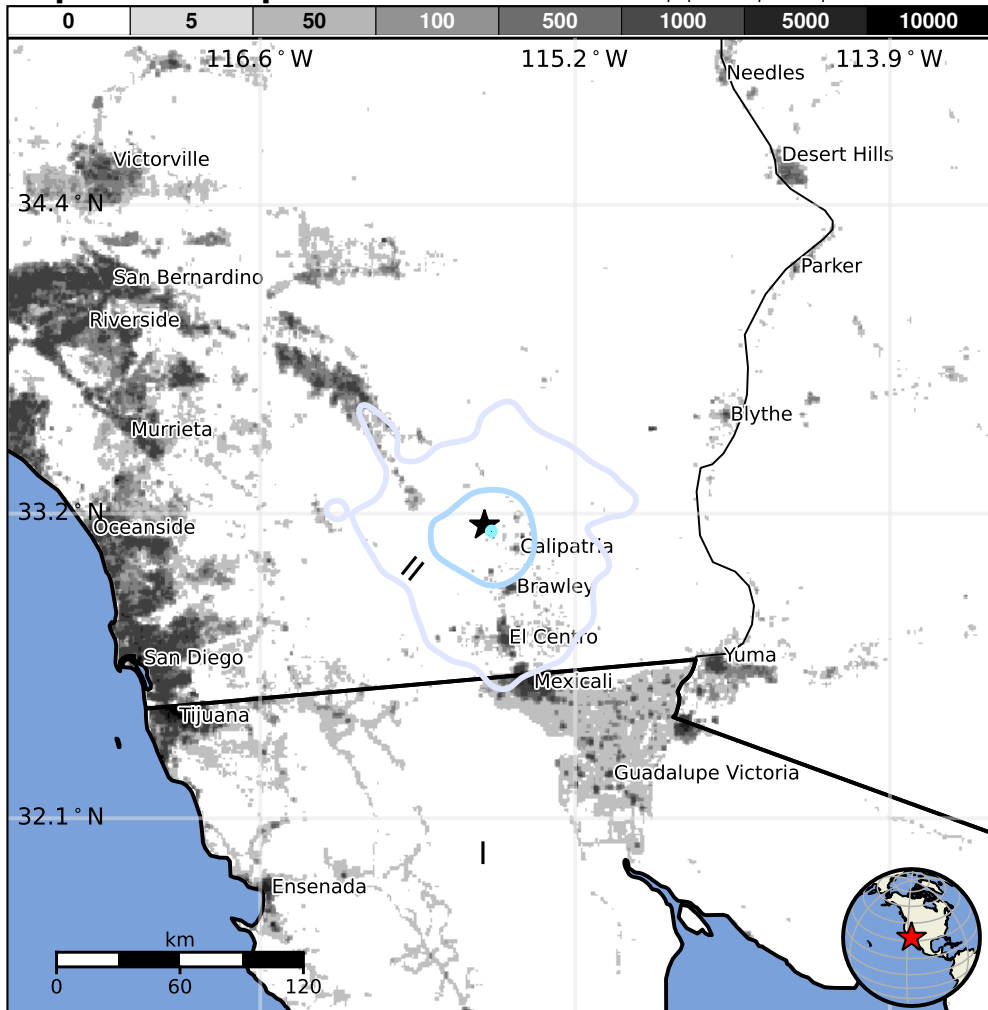 0 5 50 100 500 1000 5000 10000
116.6°W 115.2°W 113.9°W
Needles
Desert Hills
Victorville
34.4°N
Parker
San Bernardino
Riverside
Blythe
Murrieta
33.2°N
Oceanside
Calipatria
Brawley
El Centro
Yuma
San Diego
Mexicali
Tijuana
Guadalupe Victoria
32.1°N
Ensenada
km
0 60 120